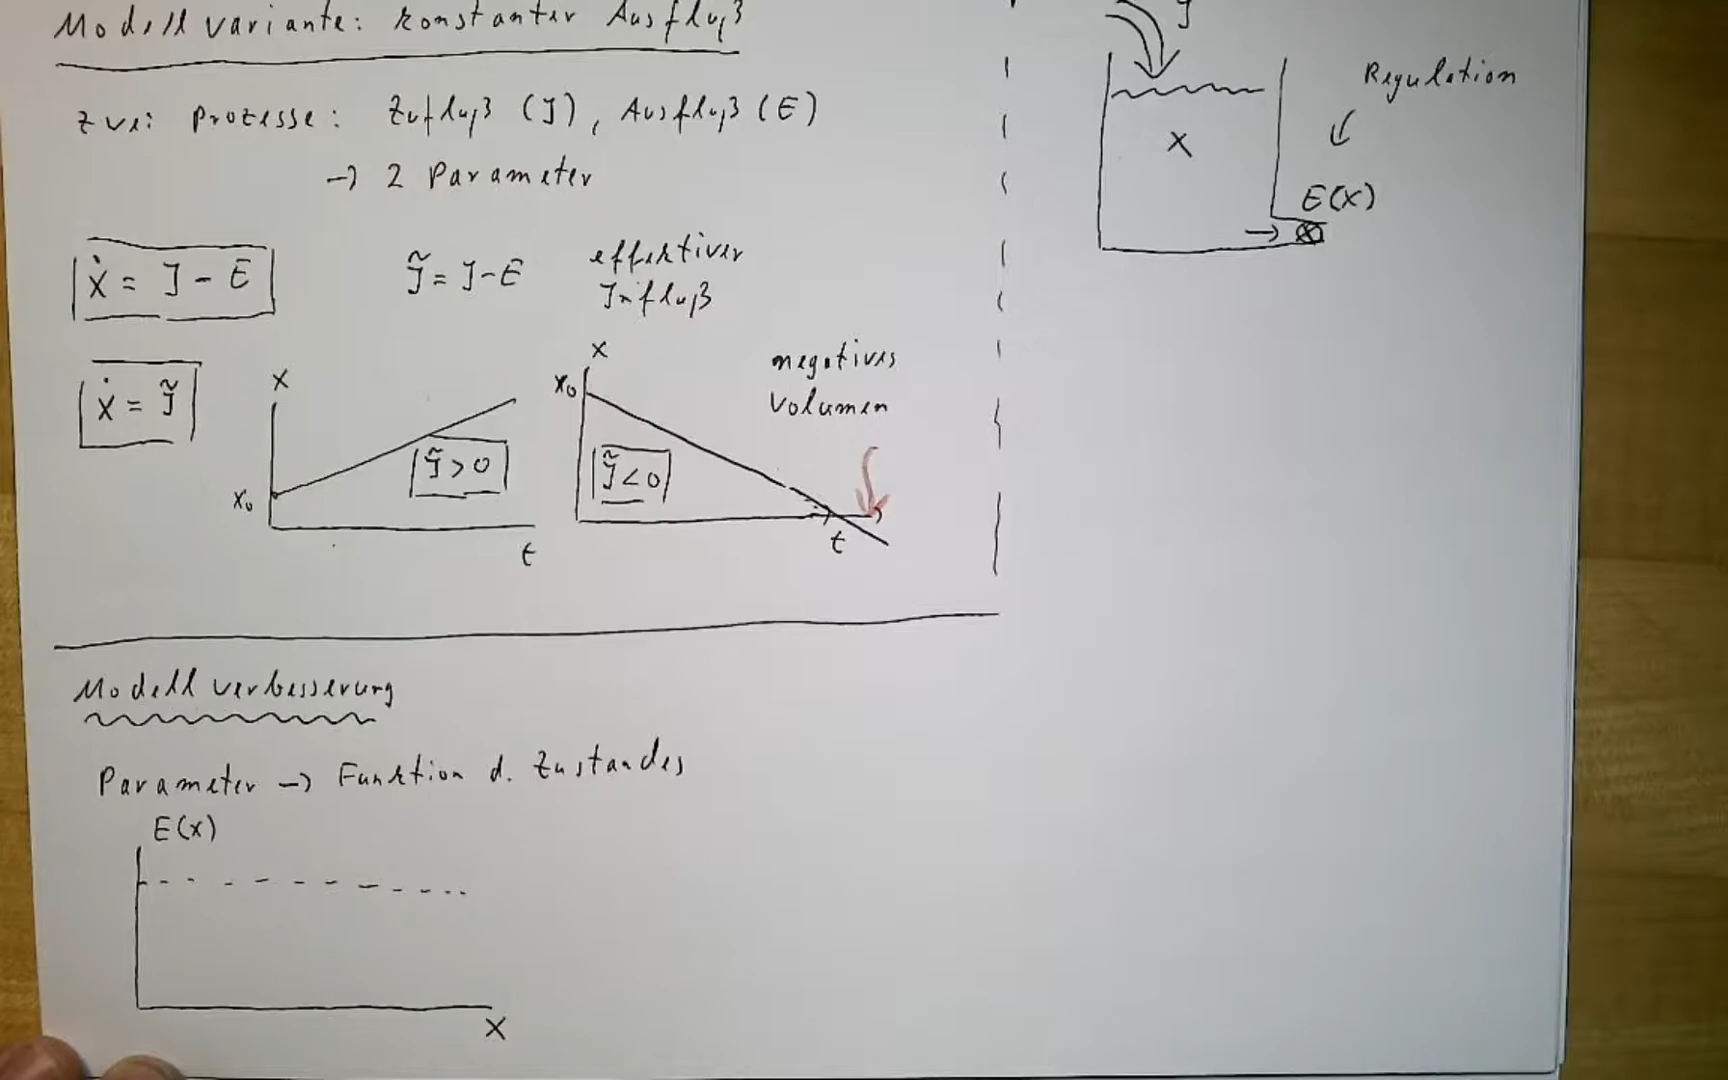 Modellvariante: konstanter Ausfluß
Zwei Prozesse: Zufluß (J), Ausfluß (E)
→ 2 Parameter
ẋ = J - E
J̃ = J - E
effektiver
Influß
ẋ = J̃
x
x₀
J̃ > 0
t
x
x₀
J̃ < 0
t
negatives
Volumen
J
Regulation
x
E(x)
Modellverbesserung
Parameter → Funktion d. Zustandes
E(x)
x